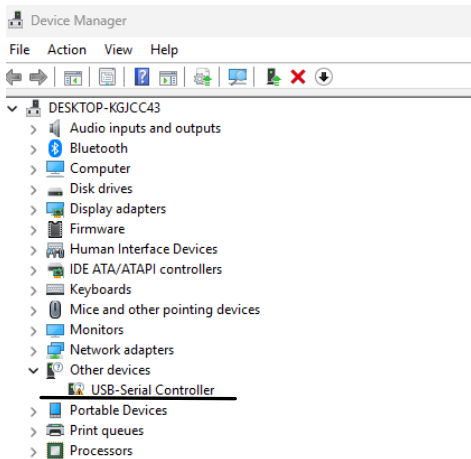 Device Manager
File Action View Help
DESKTOP-KGJCC43
Audio inputs and outputs
Bluetooth
Computer
Disk drives
Display adapters
Firmware
Human Interface Devices
IDE ATA/ATAPI controllers
Keyboards
Mice and other pointing devices
Monitors
Network adapters
Other devices
USB-Serial Controller
Portable Devices
Print queues
Processors